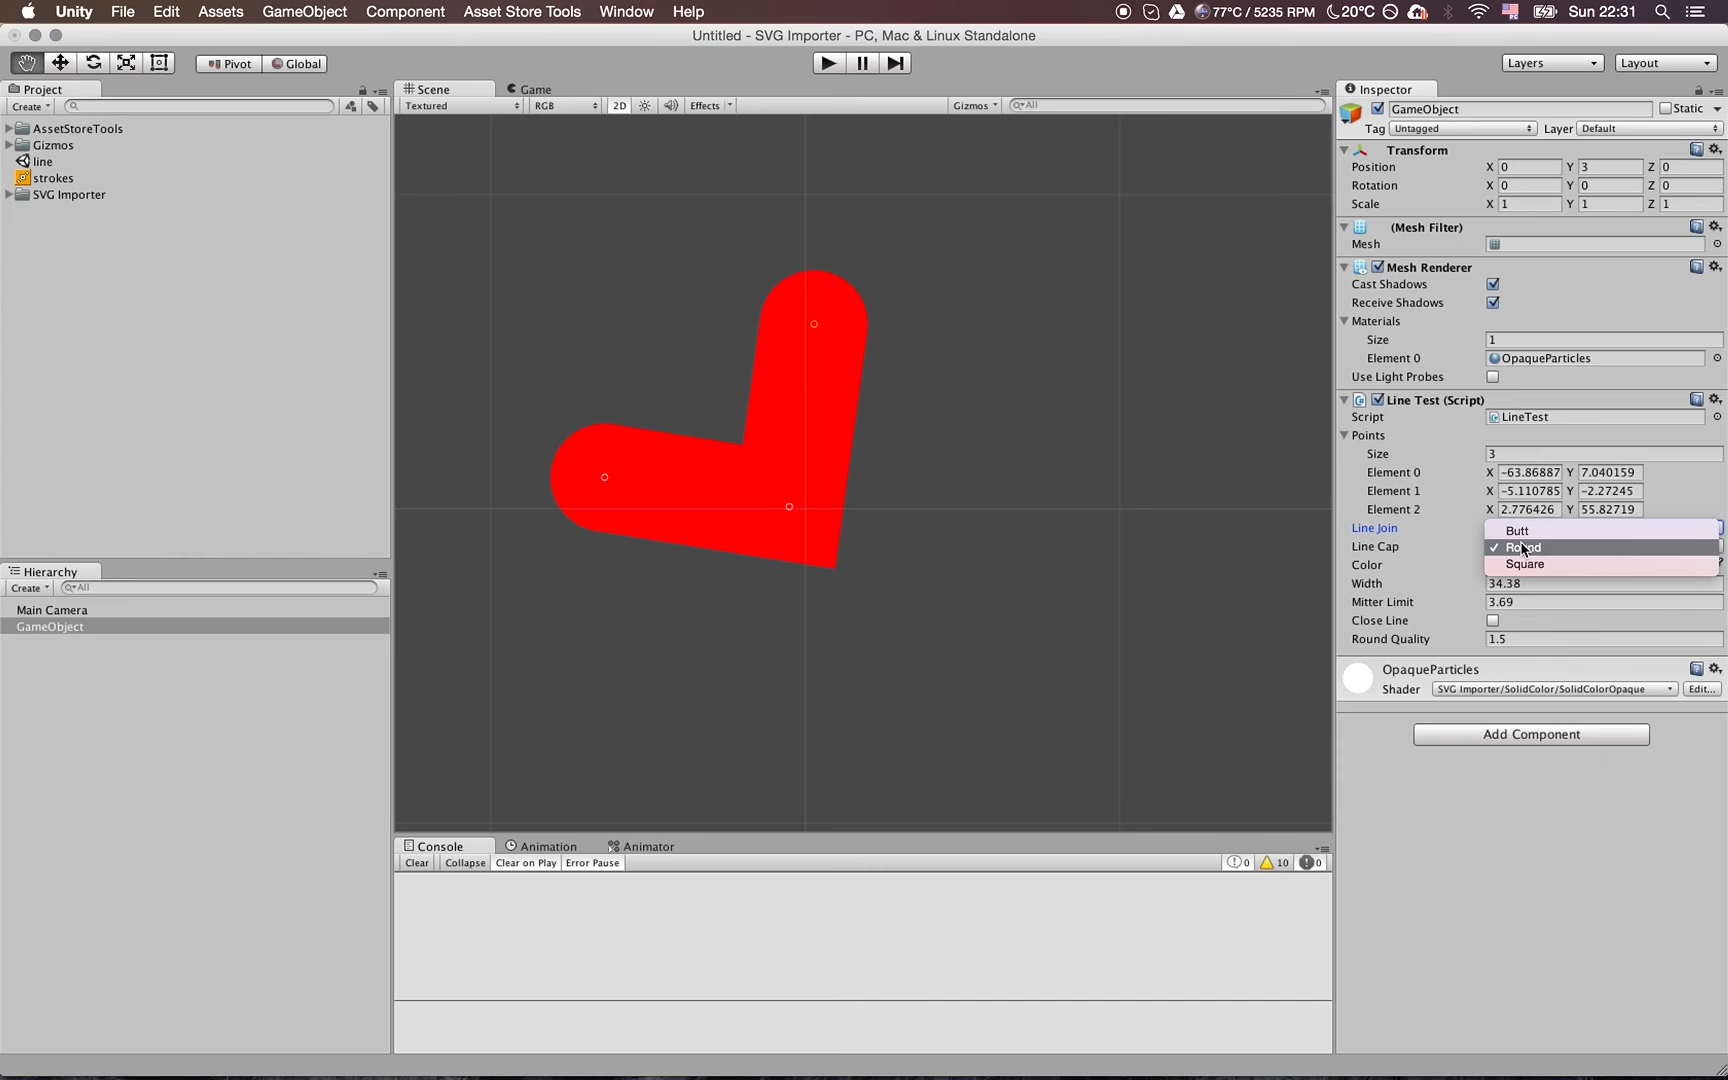 Unity File Edit Assets GameObject Component Asset Store Tools Window Help 77°C / 5235 RPM 20°C Sun 22:31
Untitled - SVG Importer - PC, Mac & Linux Standalone
Pivot Global Layers Layout
Project
Create
AssetStoreTools
Gizmos
line
strokes
SVG Importer
Hierarchy
Create All
Main Camera
GameObject
Scene Game
Textured RGB 2D Effects Gizmos All
Console Animation Animator
Clear Collapse Clear on Play Error Pause 0 10 0
Inspector
GameObject Static
Tag Untagged Layer Default
Transform
Position X 0 Y 3 Z 0
Rotation X 0 Y 0 Z 0
Scale X 1 Y 1 Z 1
(Mesh Filter)
Mesh
Mesh Renderer
Cast Shadows
Receive Shadows
Materials
Size 1
Element 0 OpaqueParticles
Use Light Probes
Line Test (Script)
Script LineTest
Points
Size 3
Element 0 X -63.86887 Y 7.040159
Element 1 X -5.110785 Y -2.27245
Element 2 X 2.776426 Y 55.82719
Line Join
Butt
Line Cap ✓ Round
Color Square
Width 34.38
Mitter Limit 3.69
Close Line
Round Quality 1.5
OpaqueParticles
Shader SVG Importer/SolidColor/SolidColorOpaque Edit...
Add Component